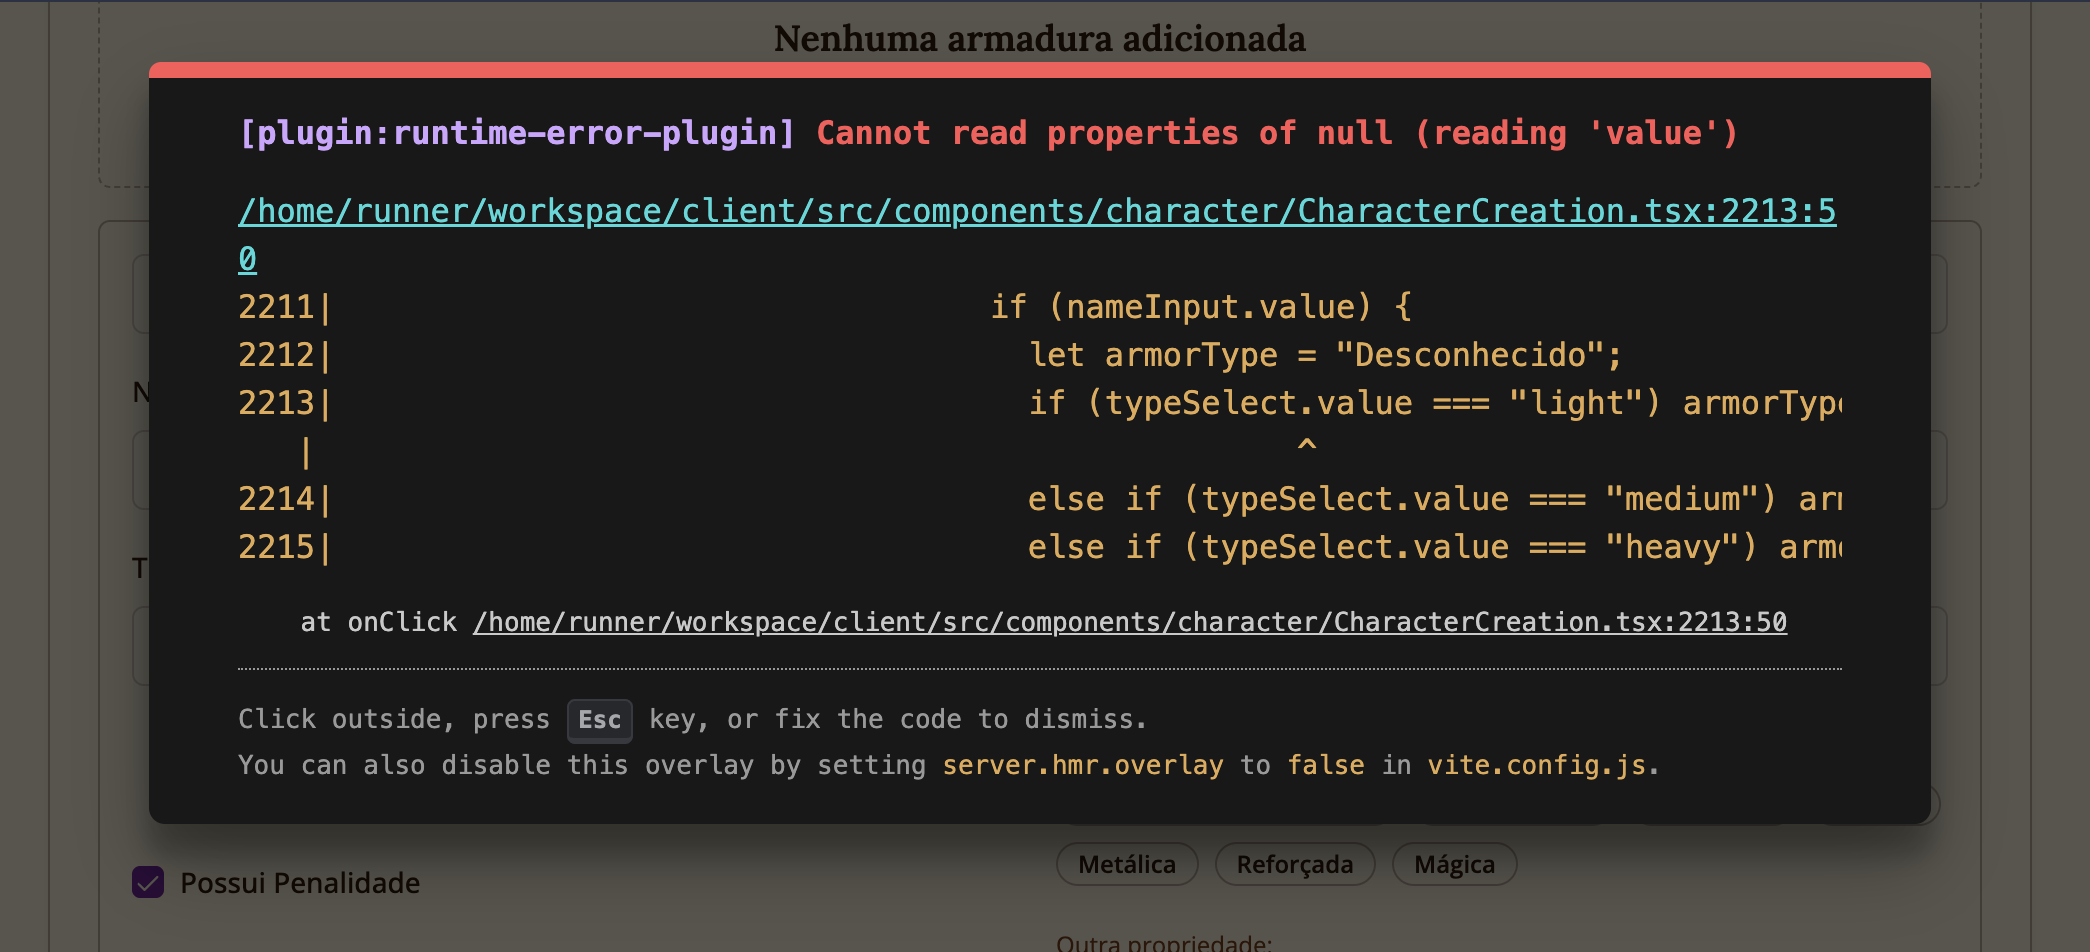 Nenhuma armadura adicionada
[plugin:runtime-error-plugin] Cannot read properties of null (reading 'value')
/home/runner/workspace/client/src/components/character/CharacterCreation.tsx:2213:5
0
2211| if (nameInput.value) {
2212| let armorType = "Desconhecido";
2213| if (typeSelect.value === "light") armorType
| ^
2214| else if (typeSelect.value === "medium") arm
2215| else if (typeSelect.value === "heavy") armo
at onClick /home/runner/workspace/client/src/components/character/CharacterCreation.tsx:2213:50
Click outside, press Esc key, or fix the code to dismiss.
You can also disable this overlay by setting server.hmr.overlay to false in vite.config.js.
N
T
Metálica Reforçada Mágica
Possui Penalidade
Outra propriedade: